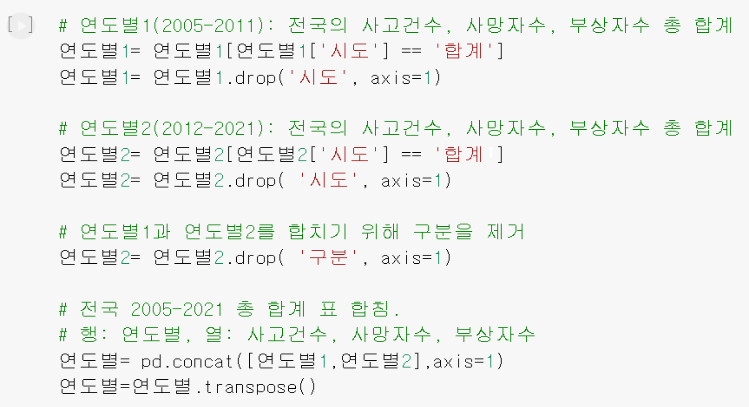 [ ] # 연도별1(2005-2011): 전국의 사고건수, 사망자수, 부상자수 총 합계
연도별1= 연도별1[연도별1['시도'] == '합계']
연도별1= 연도별1.drop('시도', axis=1)
# 연도별2(2012-2021): 전국의 사고건수, 사망자수, 부상자수 총 합계
연도별2= 연도별2[연도별2['시도'] == '합계 ]
연도별2= 연도별2.drop( '시도', axis=1)
# 연도별1과 연도별2를 합치기 위해 구분을 제거
연도별2= 연도별2.drop( '구분', axis=1)
# 전국 2005-2021 총 합계 표 합침.
# 행: 연도별, 열: 사고건수, 사망자수, 부상자수
연도별= pd.concat([연도별1,연도별2],axis=1)
연도별=연도별.transpose()